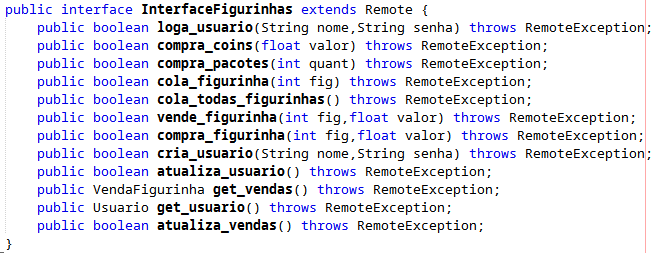 public interface InterfaceFigurinhas extends Remote {
public boolean loga_usuario(String nome,String senha) throws RemoteException;
public boolean compra_coins(float valor) throws RemoteException;
public boolean compra_pacotes(int quant) throws RemoteException;
public boolean cola_figurinha(int fig) throws RemoteException;
public boolean cola_todas_figurinhas() throws RemoteException;
public boolean vende_figurinha(int fig,float valor) throws RemoteException;
public boolean compra_figurinha(int fig,float valor) throws RemoteException;
public boolean cria_usuario(String nome,String senha) throws RemoteException;
public boolean atualiza_usuario() throws RemoteException;
public VendaFigurinha get_vendas() throws RemoteException;
public Usuario get_usuario() throws RemoteException;
public boolean atualiza_vendas() throws RemoteException;
}